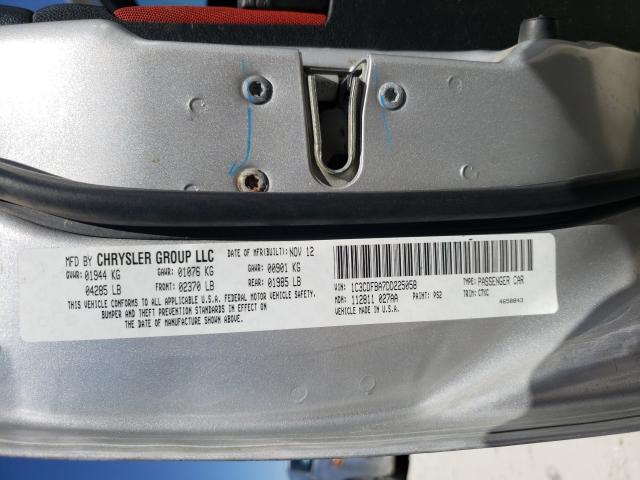 MFD BY CHRYSLER GROUP LLC DATE OF MFR(BUILT): NOV 12
GVWR: 01944 KG GAWR: 01076 KG GAWR: 00901 KG
04285 LB FRONT: 02370 LB REAR: 01985 LB
THIS VEHICLE CONFORMS TO ALL APPLICABLE U.S.A. FEDERAL MOTOR VEHICLE SAFETY,
BUMPER AND THEFT PREVENTION STANDARDS IN EFFECT ON
THE DATE OF MANUFACTURE SHOWN ABOVE.
VIN: 1C3CDFBA7DD225058 TYPE: PASSENGER CAR
MDH: 112811 027AA PAINT: PS2 TRIM: C7XC
VEHICLE MADE IN U.S.A. 4650843